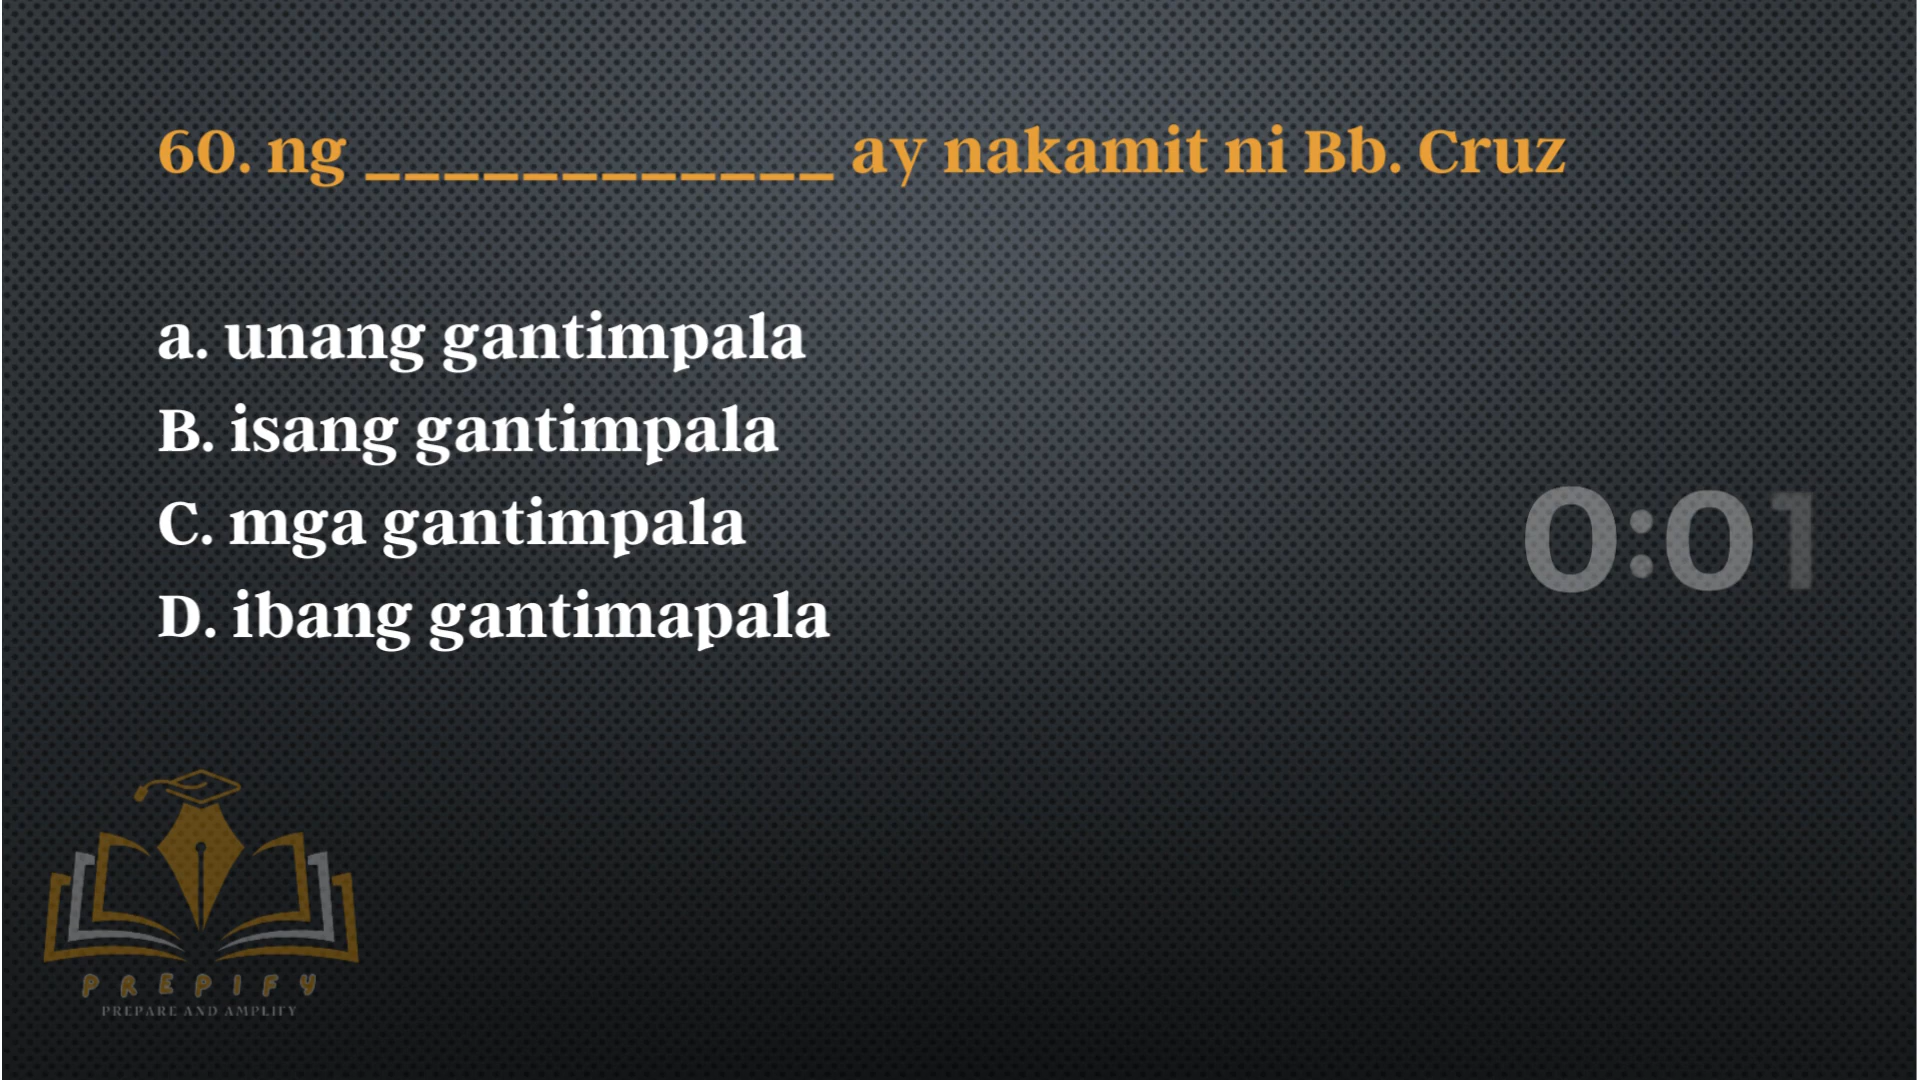 60. ng ____________ ay nakamit ni Bb. Cruz
a. unang gantimpala
B. isang gantimpala
C. mga gantimpala
D. ibang gantimapala
0:01
PREPIFY
PREPARE AND AMPLIFY